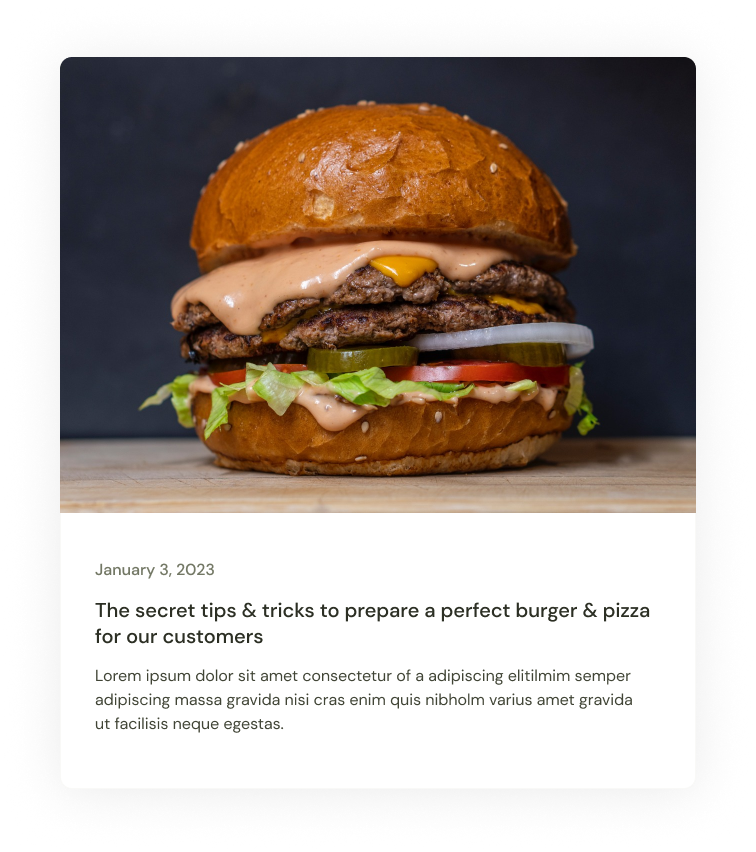 January 3, 2023
The secret tips & tricks to prepare a perfect burger & pizza
for our customers
Lorem ipsum dolor sit amet consectetur of a adipiscing elitilmim semper
adipiscing massa gravida nisi cras enim quis nibholm varius amet gravida
ut facilisis neque egestas.